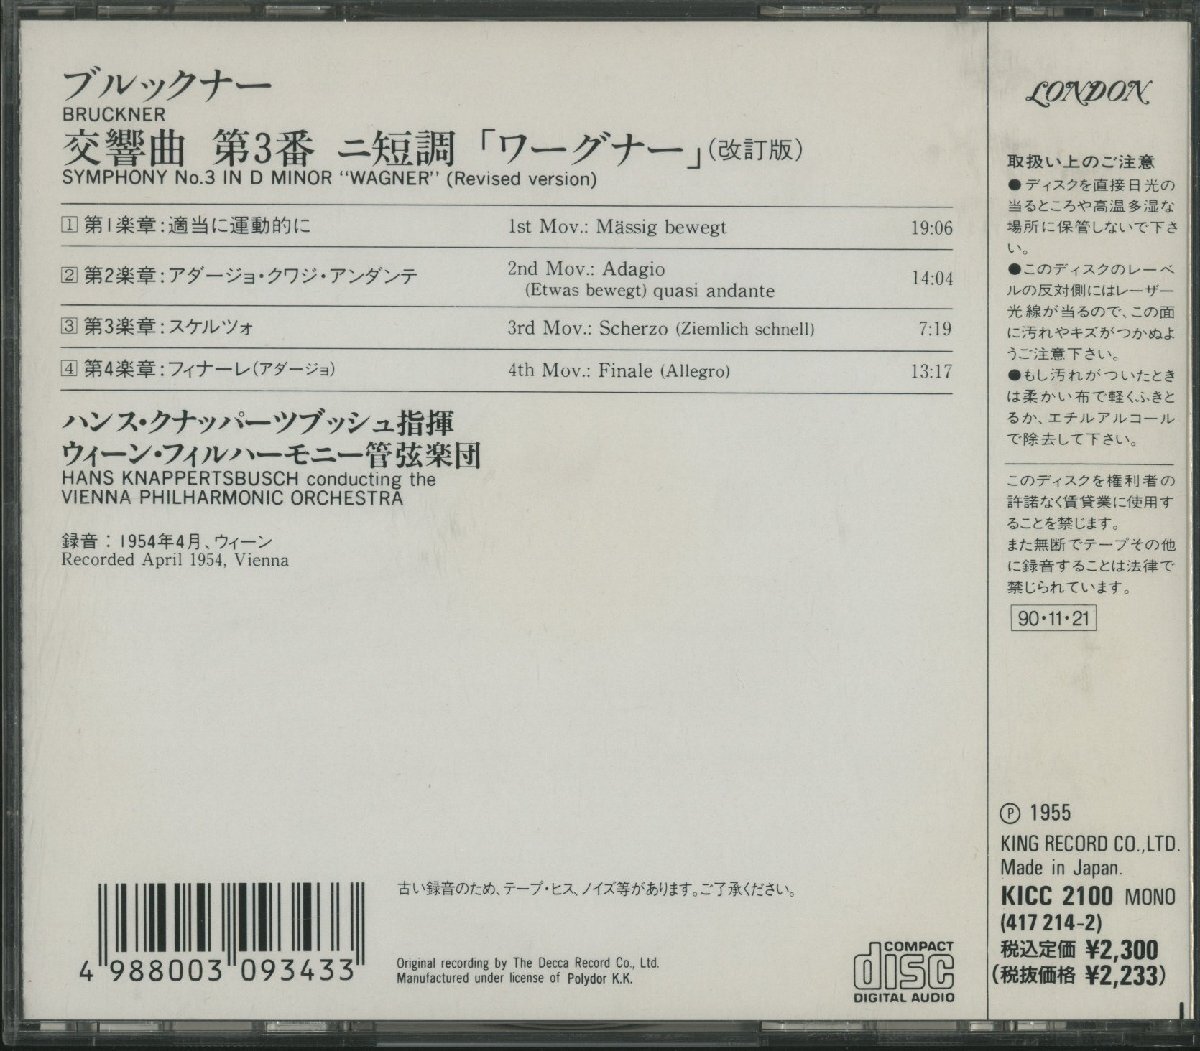 ブルックナー
BRUCKNER
交響曲 第3番 ニ短調「ワーグナー」(改訂版)
SYMPHONY No.3 IN D MINOR “WAGNER” (Revised version)
1 第1楽章:適当に運動的に 1st Mov.: Mässig bewegt 19:06
2 第2楽章:アダージョ・クワジ・アンダンテ 2nd Mov.: Adagio 14:04
(Etwas bewegt) quasi andante
3 第3楽章:スケルツォ 3rd Mov.: Scherzo (Ziemlich schnell) 7:19
4 第4楽章:フィナーレ(アダージョ) 4th Mov.: Finale (Allegro) 13:17
ハンス・クナッパーツブッシュ指揮
ウィーン・フィルハーモニー管弦楽団
HANS KNAPPERTSBUSCH conducting the
VIENNA PHILHARMONIC ORCHESTRA
録音:1954年4月、ウィーン
Recorded April 1954, Vienna
古い録音のため、テープ・ヒス、ノイズ等があります。ご了承ください。
4 988003 093433
Original recording by The Decca Record Co., Ltd.
Manufactured under license of Polydor K.K.
COMPACT
disc
DIGITAL AUDIO
LONDON
取扱い上のご注意
●ディスクを直接日光の
当るところや高温多湿な
場所に保管しないで下さ
い。
●このディスクのレーベ
ルの反対側にはレーザー
光線が当るので、この面
に汚れやキズがつかぬよ
うご注意下さい。
●もし汚れがついたとき
は柔かい布で軽くふきと
るか、エチルアルコール
で除去して下さい。
このディスクを権利者の
許諾なく賃貸業に使用す
ることを禁じます。
また無断でテープその他
に録音することは法律で
禁じられています。
90・11・21
Ⓟ 1955
KING RECORD CO.,LTD.
Made in Japan.
KICC 2100 MONO
(417 214-2)
税込定価 ¥2,300
(税抜価格 ¥2,233)